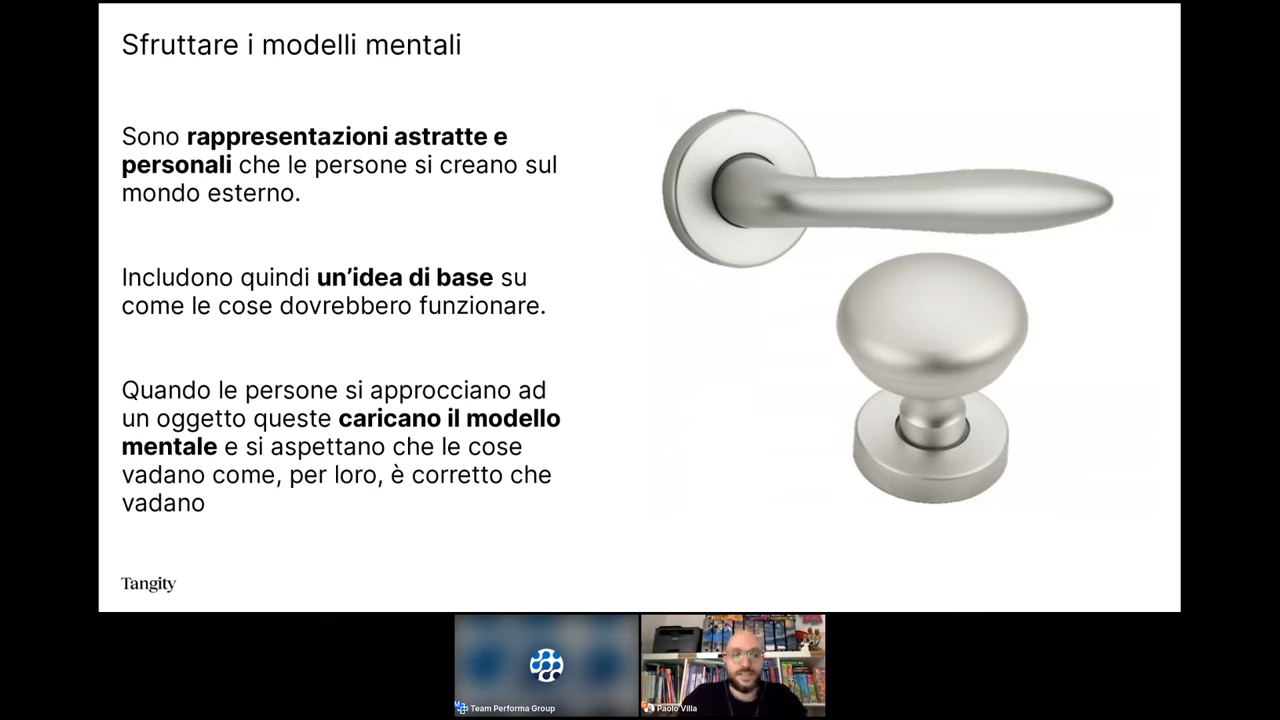 Sfruttare i modelli mentali
Sono rappresentazioni astratte e
personali che le persone si creano sul
mondo esterno.
Includono quindi un’idea di base su
come le cose dovrebbero funzionare.
Quando le persone si approcciano ad
un oggetto queste caricano il modello
mentale e si aspettano che le cose
vadano come, per loro, è corretto che
vadano
Tangity
Team Performa Group
Paolo Villa